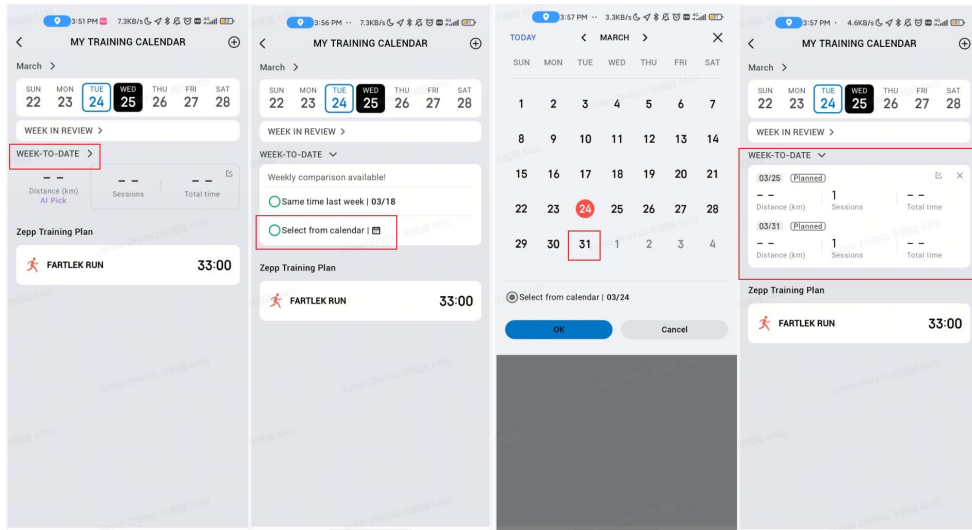 3:51 PM 7.3KB/s
MY TRAINING CALENDAR
March >
SUN MON TUE WED THU FRI SAT
22 23 24 25 26 27 28
WEEK IN REVIEW >
WEEK-TO-DATE >
-- -- --
Distance (km) Sessions Total time
AI Pick
Zepp Training Plan
FARTLEK RUN 33:00
3:56 PM ·· 7.3KB/s
MY TRAINING CALENDAR
March >
SUN MON TUE WED THU FRI SAT
22 23 24 25 26 27 28
WEEK IN REVIEW >
WEEK-TO-DATE
Weekly comparison available!
Same time last week | 03/18
Select from calendar |
Zepp Training Plan
FARTLEK RUN 33:00
3:57 PM ·· 3.3KB/s
TODAY < MARCH > X
SUN MON TUE WED THU FRI SAT
1 2 3 4 5 6 7
8 9 10 11 12 13 14
15 16 17 18 19 20 21
22 23 24 25 26 27 28
29 30 31 1 2 3 4
Select from calendar | 03/24
OK Cancel
3:57 PM · 4.6KB/s
MY TRAINING CALENDAR
March >
SUN MON TUE WED THU FRI SAT
22 23 24 25 26 27 28
WEEK IN REVIEW >
WEEK-TO-DATE
03/25 Planned
-- 1 --
Distance (km) Sessions Total time
03/31 Planned
-- 1 --
Distance (km) Sessions Total time
Zepp Training Plan
FARTLEK RUN 33:00